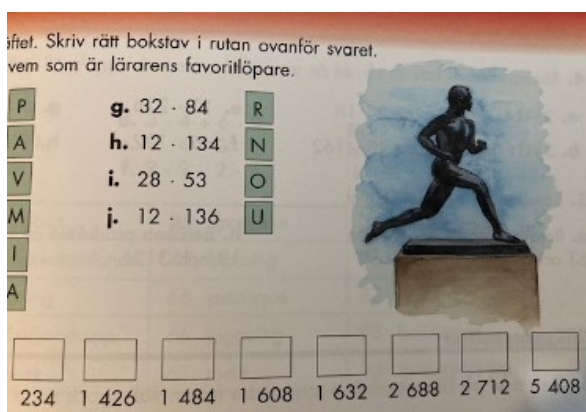 äftet. Skriv rätt bokstav i rutan ovanför svaret.
vem som är lärarens favoritlöpare.
P g. 32 · 84 R
A h. 12 · 134 N
V i. 28 · 53 O
M j. 12 · 136 U
I
A
234 1 426 1 484 1 608 1 632 2 688 2 712 5 408